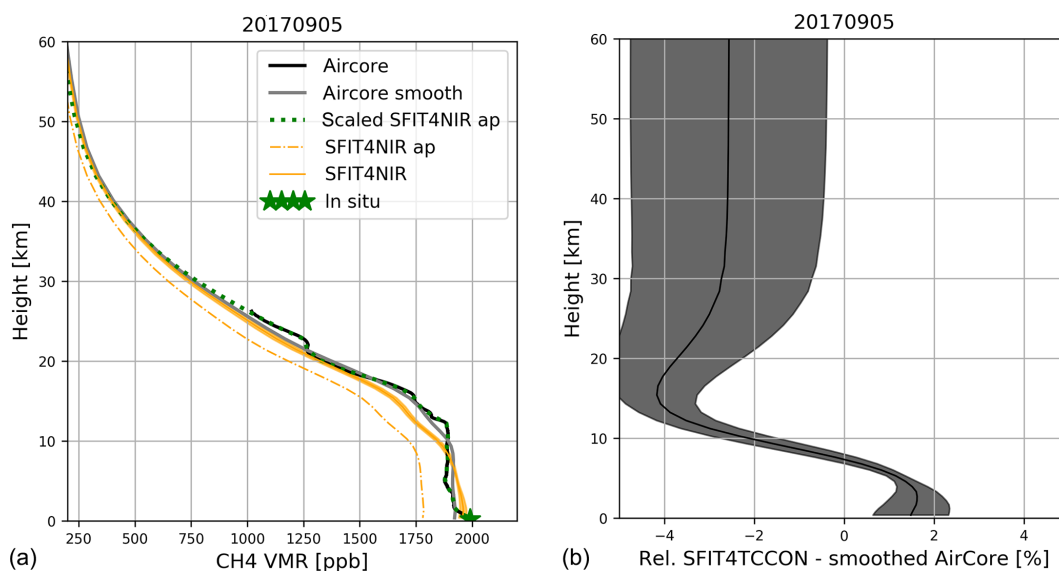 20170905
60
50
40
30
20
10
0
Height [km]
Aircore
Aircore smooth
Scaled SFIT4NIR ap
SFIT4NIR ap
SFIT4NIR
In situ
250 500 750 1000 1250 1500 1750 2000
CH4 VMR [ppb]
(a)
20170905
60
50
40
30
20
10
0
Height [km]
−4 −2 0 2 4
Rel. SFIT4TCCON - smoothed AirCore [%]
(b)